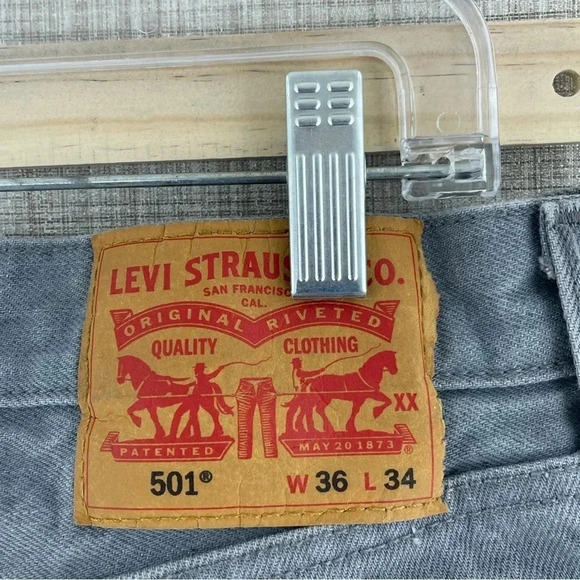 LEVI STRAUS CO.
SAN FRANCISC
CAL.
ORIGINAL RIVETED
QUALITY CLOTHING
XX
PATENTED MAY 20 1873 ®
501® W 36 L 34